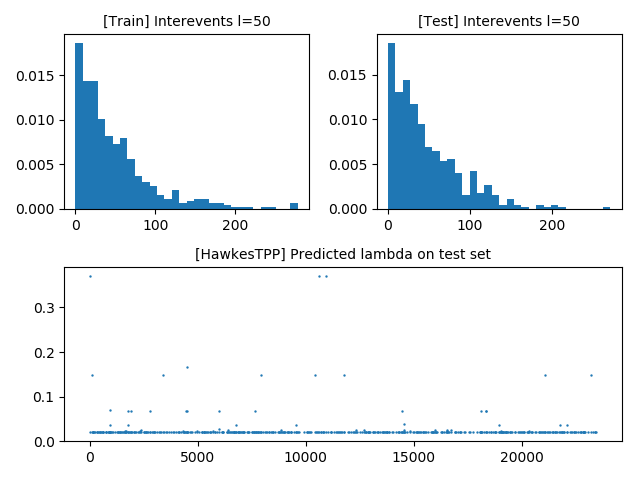 [Train] Interevents l=50
[Test] Interevents l=50
0.015
0.010
0.005
0.000
0 100 200
0.015
0.010
0.005
0.000
0 100 200
[HawkesTPP] Predicted lambda on test set
0.3
0.2
0.1
0.0
0 5000 10000 15000 20000